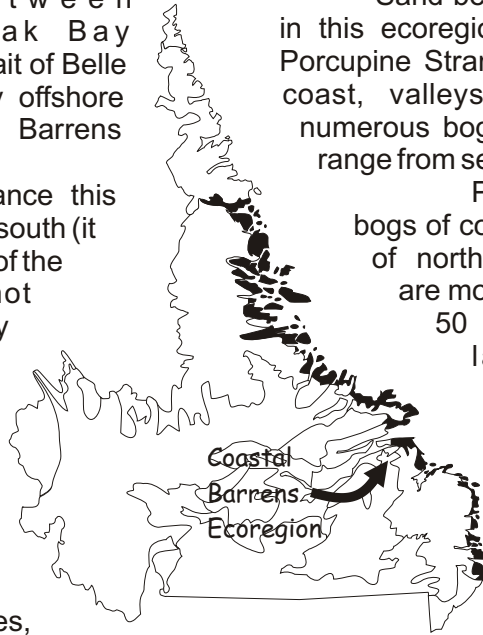 ak Bay
ait of Belle
offshore
Barrens
ance this
south (it
of the
not
es,
Coastal
Barrens
Ecoregion
Sand be
in this ecoregio
Porcupine Stran
coast, valleys
numerous bog
range from se
bogs of co
of north
are mo
50
la